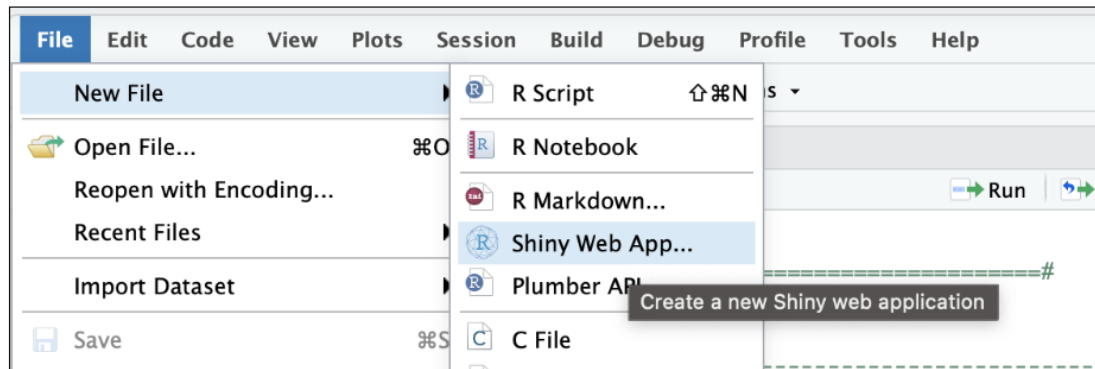 File Edit Code View Plots Session Build Debug Profile Tools Help
New File
R Script ⇧⌘N
Open File... ⌘O
R Notebook
Reopen with Encoding...
R Markdown...
Run
Recent Files
Shiny Web App...
====================#
Import Dataset
Plumber API
Create a new Shiny web application
Save ⌘S
C File